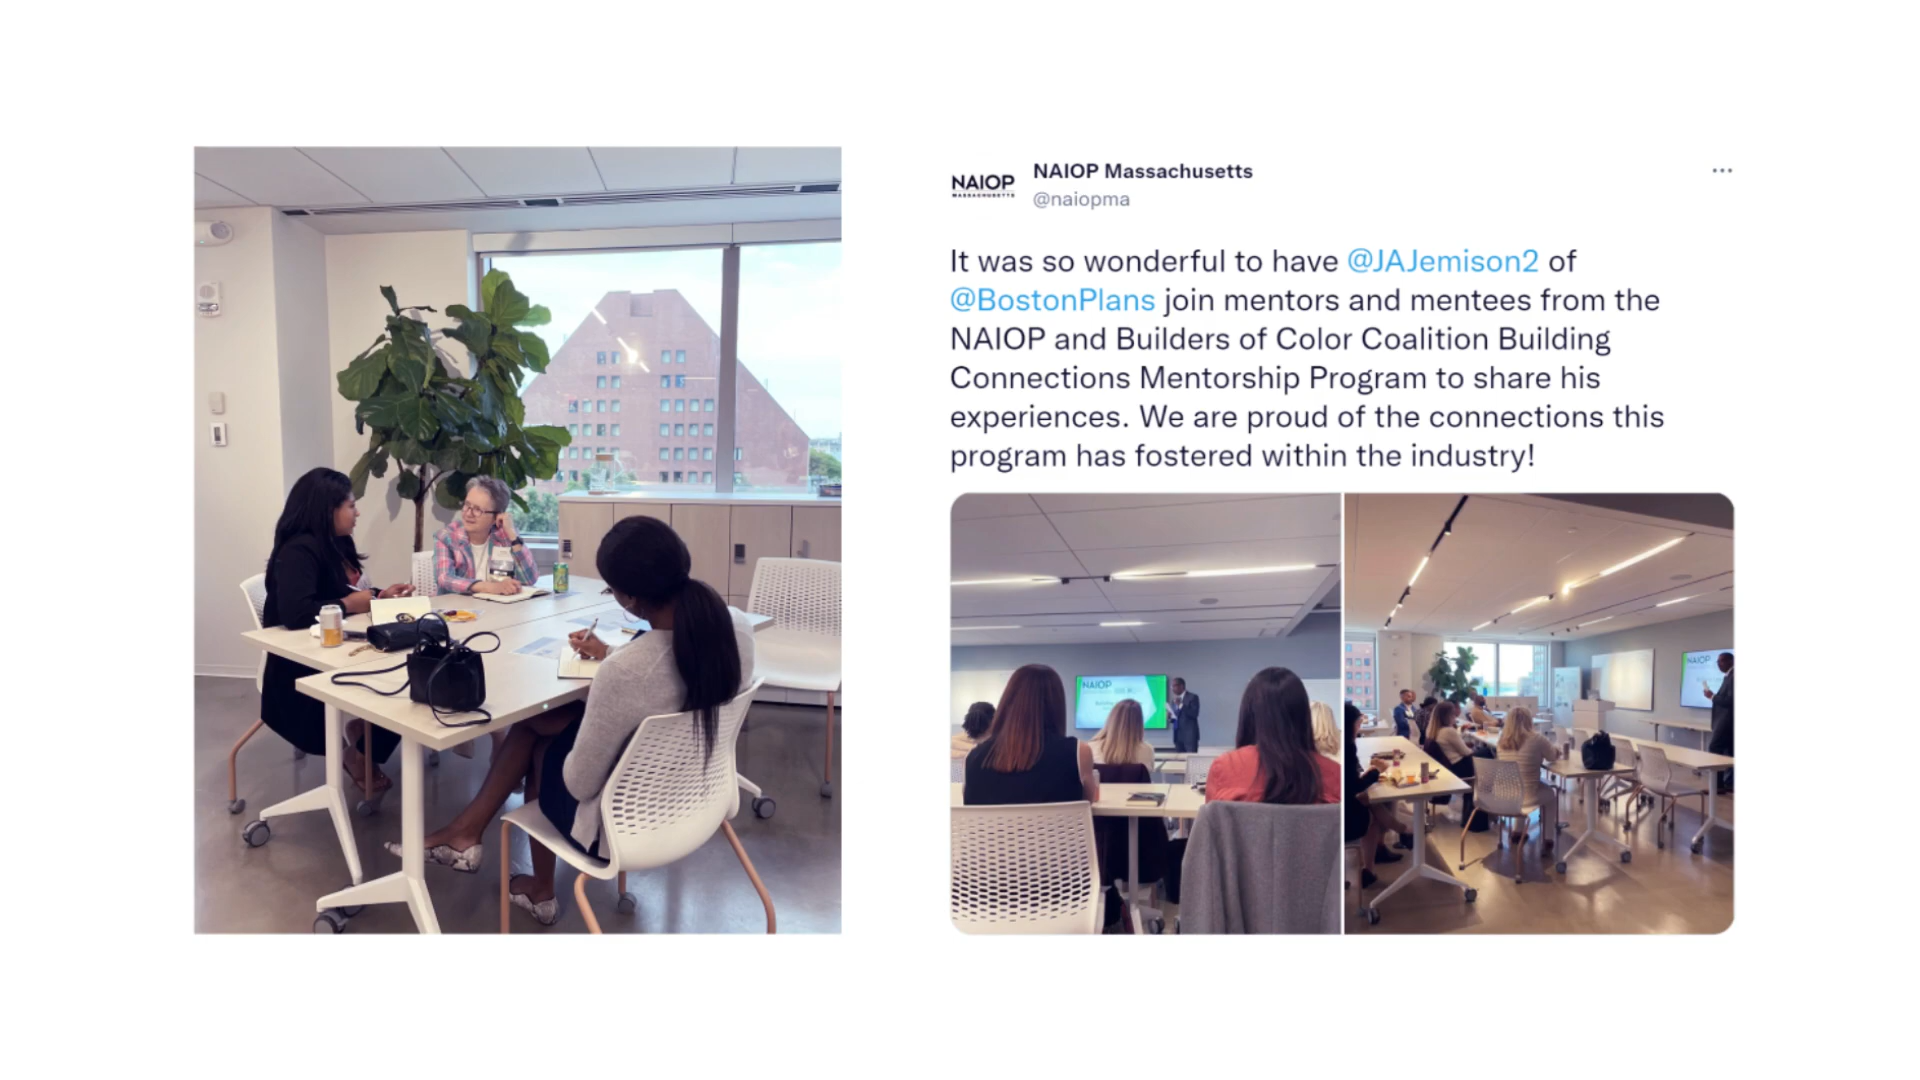 NAIOP
MASSACHUSETTS
NAIOP Massachusetts
@naiopma
It was so wonderful to have @JAJemison2 of
@BostonPlans join mentors and mentees from the
NAIOP and Builders of Color Coalition Building
Connections Mentorship Program to share his
experiences. We are proud of the connections this
program has fostered within the industry!
NAIOP
NAIOP